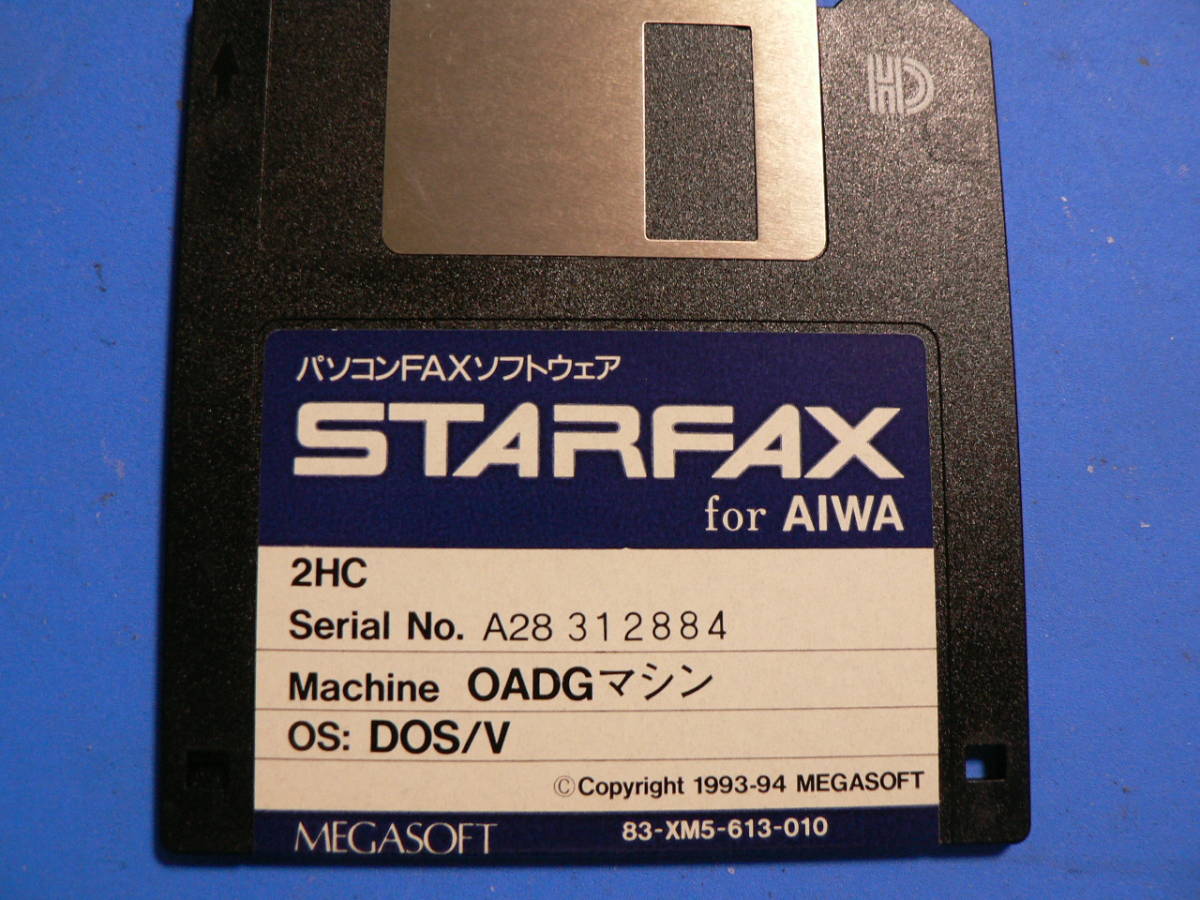 HD
パソコンFAXソフトウェア
STARFAX
for AIWA
2HC
Serial No. A28 312884
Machine OADGマシン
OS: DOS/V
©Copyright 1993-94 MEGASOFT
MEGASOFT 83-XM5-613-010